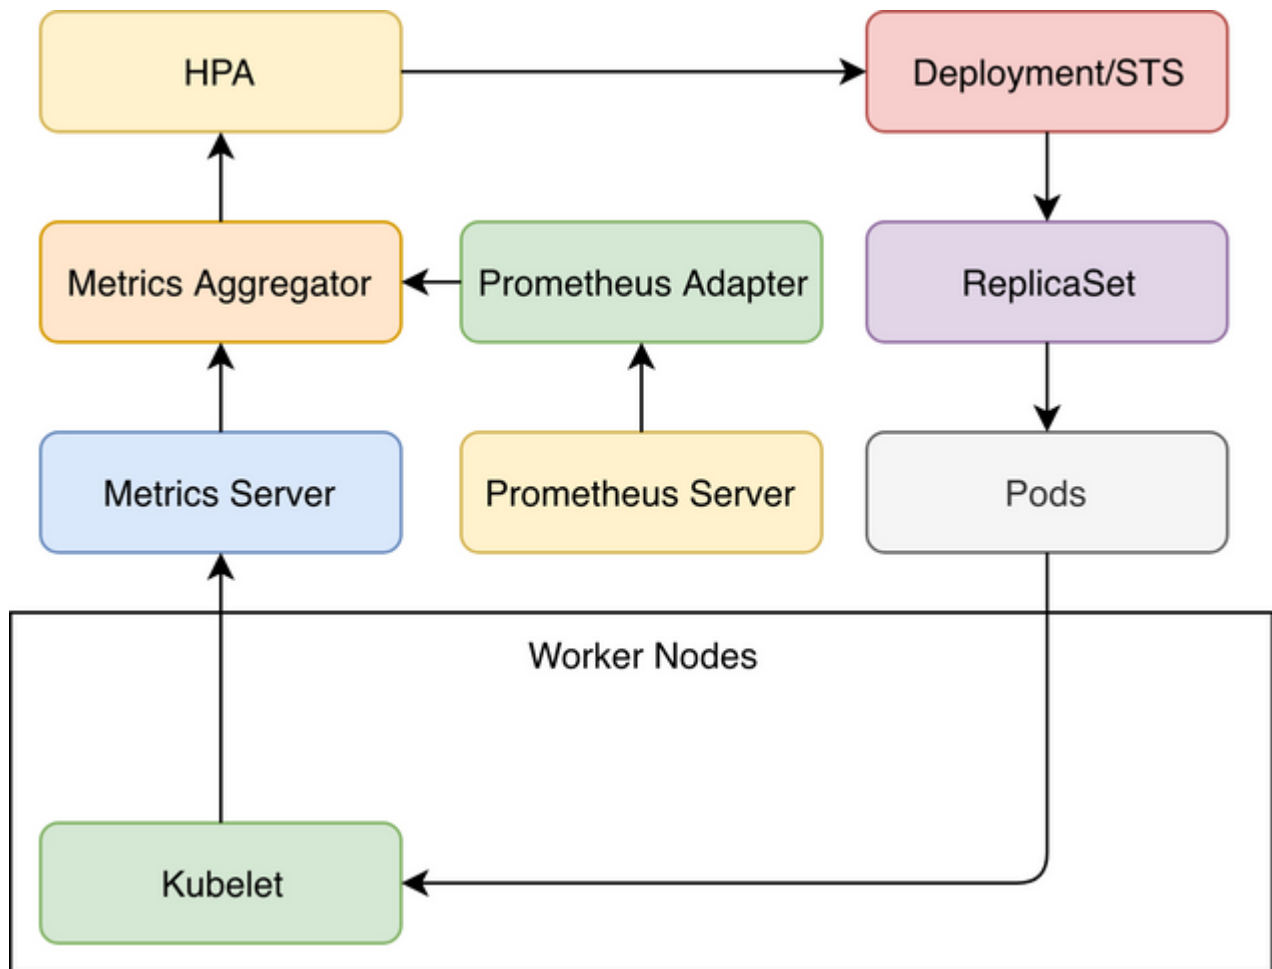 HPA
Deployment/STS
Metrics Aggregator
Prometheus Adapter
ReplicaSet
Metrics Server
Prometheus Server
Pods
Worker Nodes
Kubelet